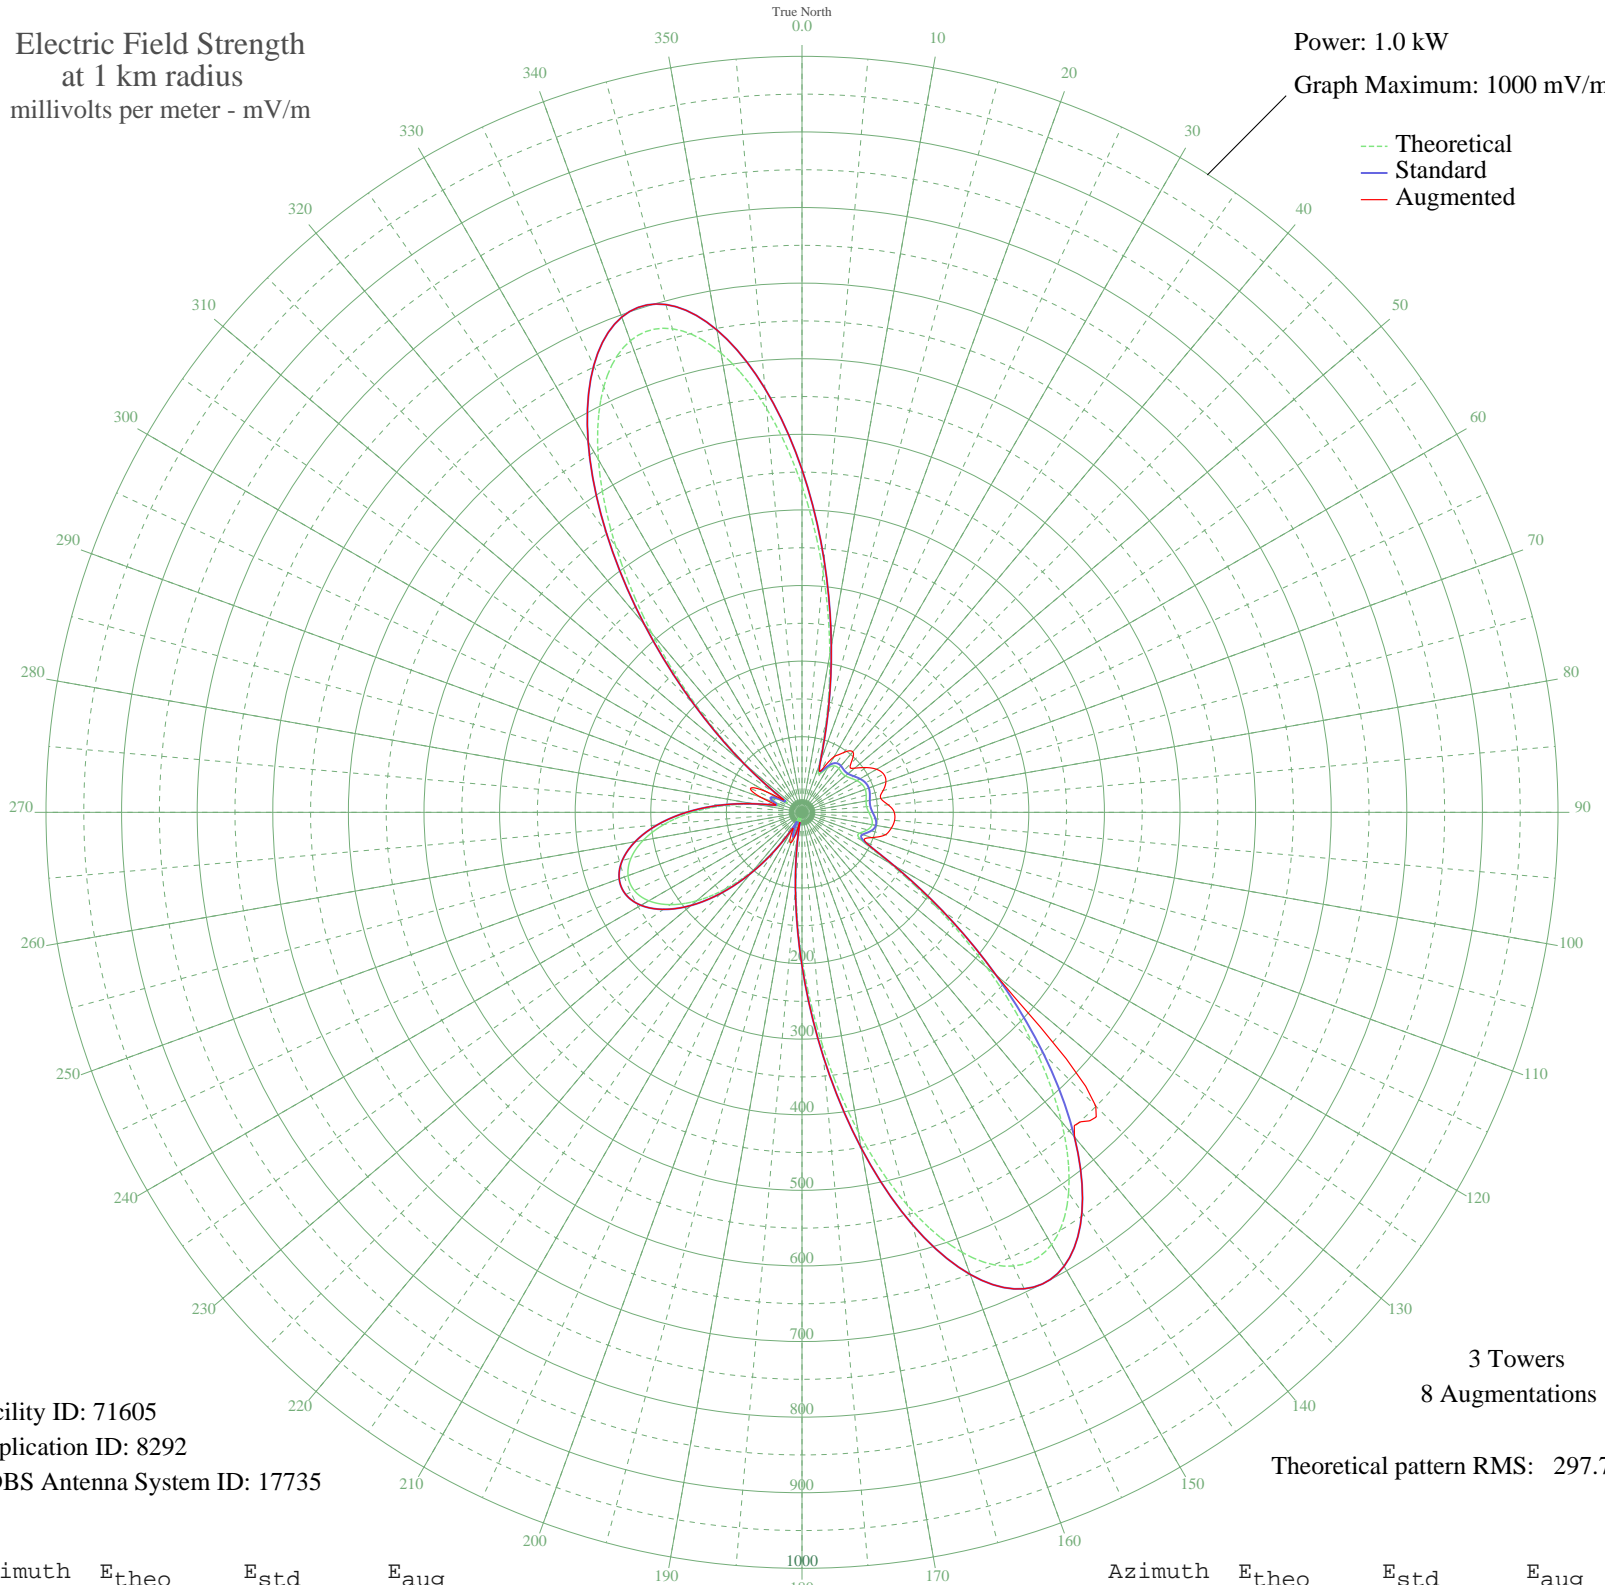 True North
0.0
Electric Field Strength
at 1 km radius
millivolts per meter - mV/m
Power: 1.0 kW
Graph Maximum: 1000 mV/m
Theoretical
Standard
Augmented
10
20
30
40
50
60
70
80
90
100
110
120
130
140
150
160
170
190
200
210
220
230
240
250
260
270
280
290
300
310
320
330
340
350
200
300
400
500
600
700
800
900
1000
3 Towers
8 Augmentations
Theoretical pattern RMS: 297.7
cility ID: 71605
plication ID: 8292
DBS Antenna System ID: 17735
imuth Etheo Estd Eaug
Azimuth Etheo Estd Eaug